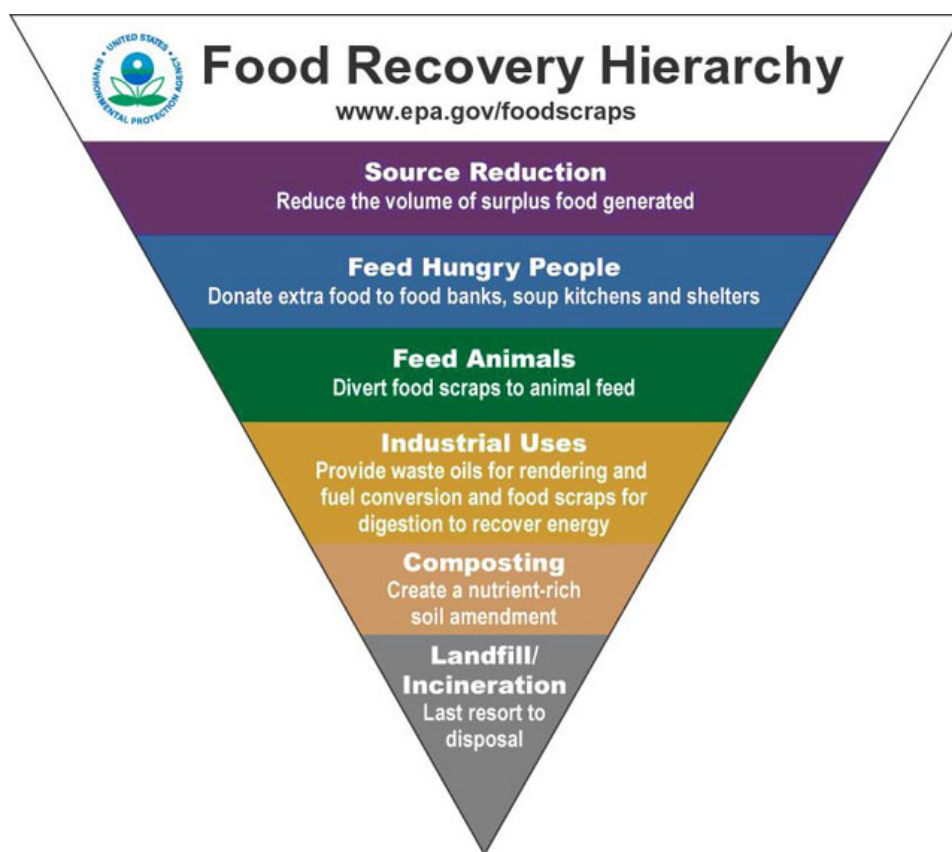 UNITED STATES
ENVIRONMENTAL PROTECTION AGENCY
Food Recovery Hierarchy
www.epa.gov/foodscraps
Source Reduction
Reduce the volume of surplus food generated
Feed Hungry People
Donate extra food to food banks, soup kitchens and shelters
Feed Animals
Divert food scraps to animal feed
Industrial Uses
Provide waste oils for rendering and
fuel conversion and food scraps for
digestion to recover energy
Composting
Create a nutrient-rich
soil amendment
Landfill/
Incineration
Last resort to
disposal